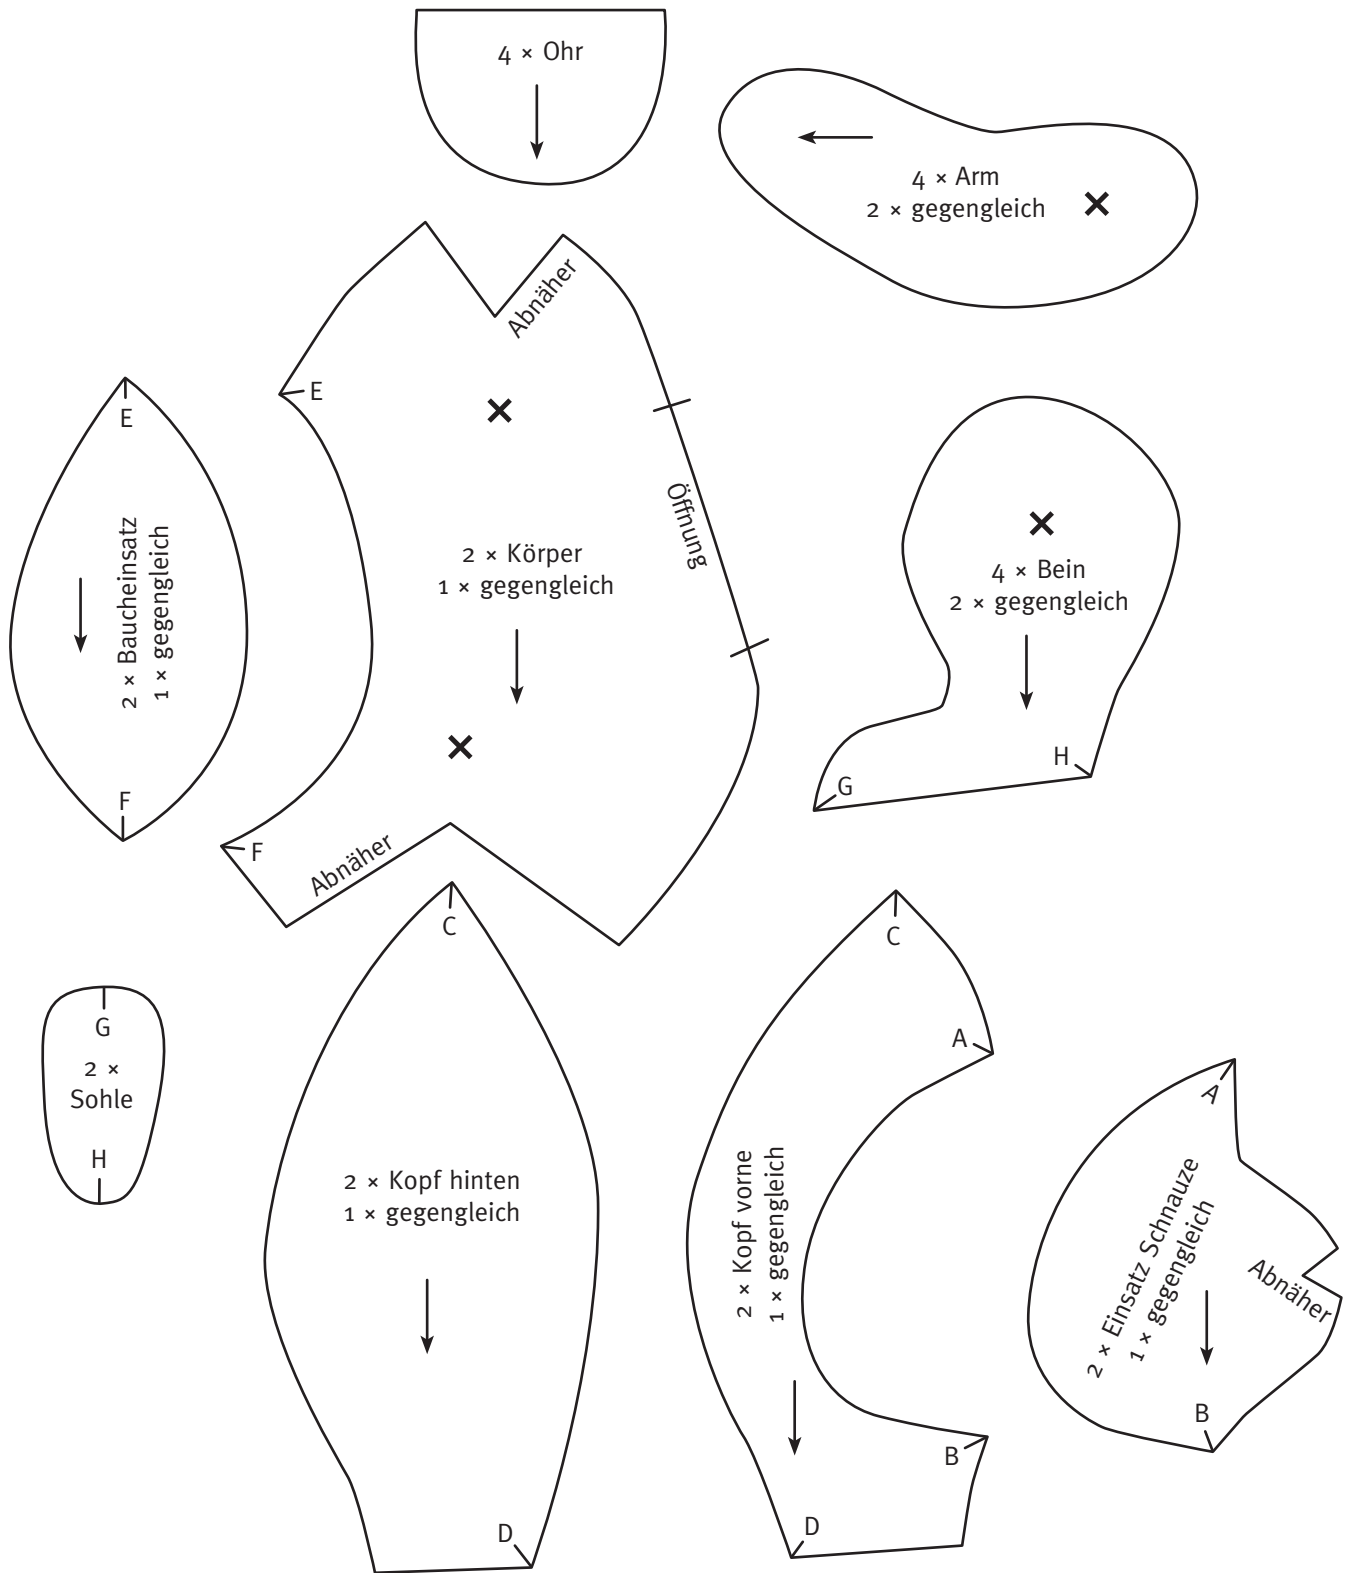 4 × Ohr
4 × Arm
2 × gegengleich
Abnäher
E
E
Öffnung
2 × Baucheinsatz
1 × gegengleich
2 × Körper
1 × gegengleich
4 × Bein
2 × gegengleich
H
G
F
F
Abnäher
C
C
G
2 ×
Sohle
H
A
A
2 × Kopf hinten
1 × gegengleich
2 × Kopf vorne
1 × gegengleich
2 × Einsatz Schnauze
1 × gegengleich
Abnäher
B
B
D
D